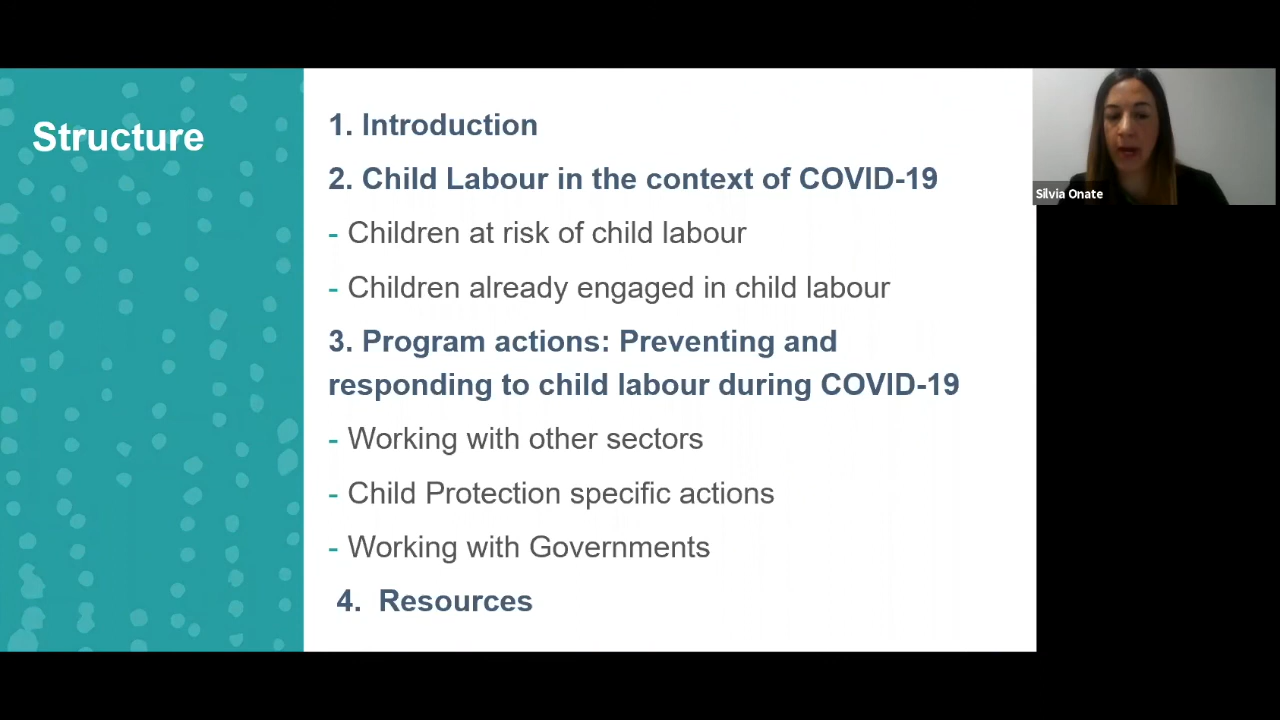 Structure
1. Introduction
2. Child Labour in the context of COVID-19
- Children at risk of child labour
- Children already engaged in child labour
3. Program actions: Preventing and
responding to child labour during COVID-19
- Working with other sectors
- Child Protection specific actions
- Working with Governments
4. Resources
Silvia Onate